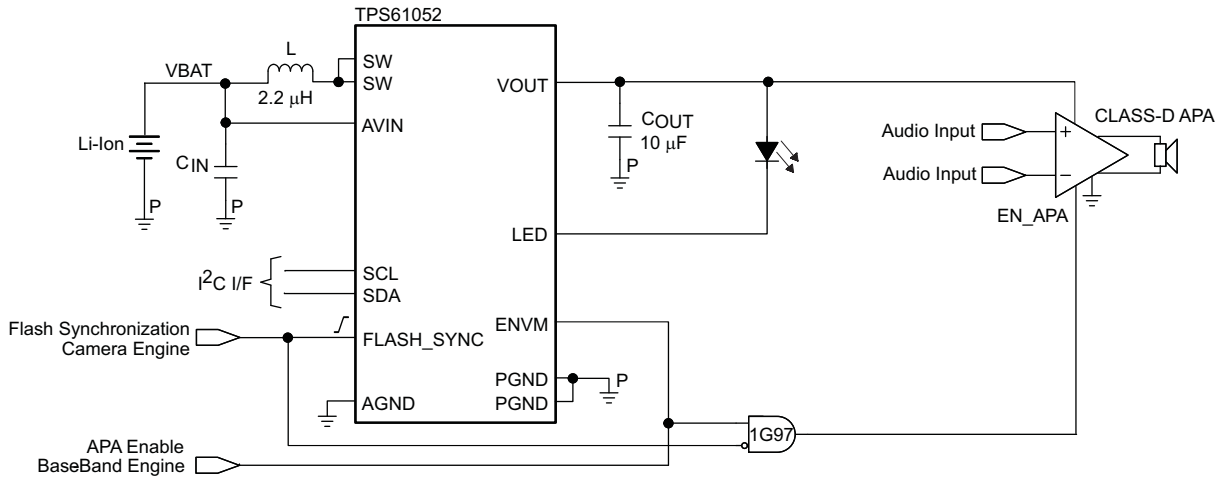 TPS61052
L
VBAT
2.2 μH
SW
SW
VOUT
AVIN
Li-Ion
CIN
P
P
COUT
10 μF
P
CLASS-D APA
Audio Input
+
Audio Input
−
EN_APA
LED
I2C I/F
SCL
SDA
ENVM
Flash Synchronization
Camera Engine
FLASH_SYNC
PGND
P
PGND
AGND
1G97
APA Enable
BaseBand Engine